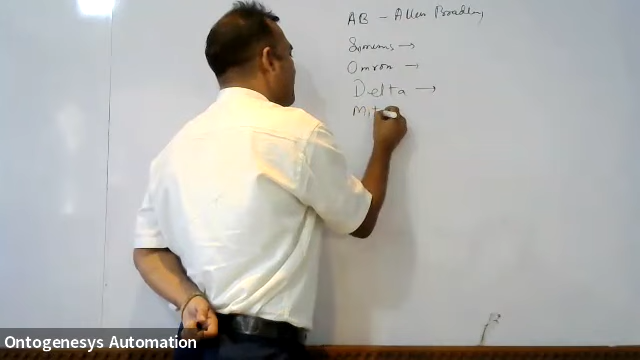 AB - Allen Bradley
Siemens →
Omron →
Delta →
Mit
Ontogenesys Automation